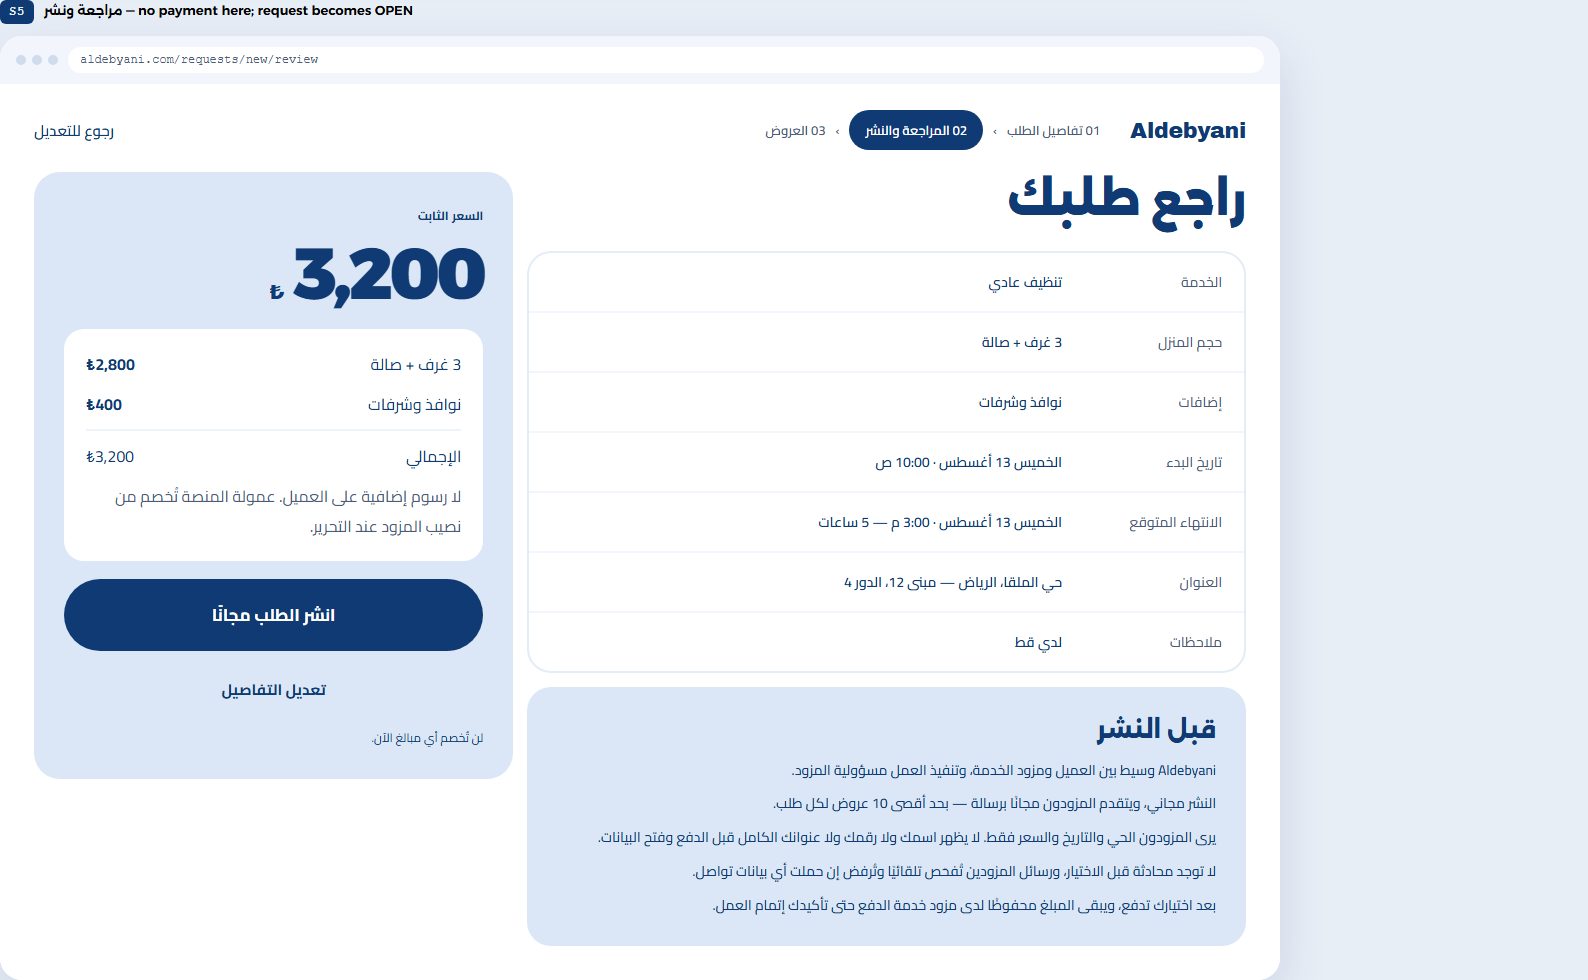 S5 مراجعة ونشر — no payment here; request becomes OPEN
aldebyani.com/requests/new/review
Aldebyani
01 تفاصيل الطلب › 02 المراجعة والنشر › 03 العروض
رجوع للتعديل
راجع طلبك
الخدمة تنظيف عادي
حجم المنزل 3 غرف + صالة
إضافات نوافذ وشرفات
تاريخ البدء الخميس 13 أغسطس · 10:00 ص
الانتهاء المتوقع الخميس 13 أغسطس · 3:00 م — 5 ساعات
العنوان حي الملقا، الرياض — مبنى 12، الدور 4
ملاحظات لدي قط
قبل النشر
Aldebyani وسيط بين العميل ومزود الخدمة، وتنفيذ العمل مسؤولية المزود.
النشر مجاني، ويتقدم المزودون مجانًا برسالة — بحد أقصى 10 عروض لكل طلب.
يرى المزودون الحي والتاريخ والسعر فقط. لا يظهر اسمك ولا رقمك ولا عنوانك الكامل قبل الدفع وفتح البيانات.
لا توجد محادثة قبل الاختيار، ورسائل المزودين تُفحص تلقائيًا وتُرفض إن حملت أي بيانات تواصل.
بعد اختيارك تدفع، ويبقى المبلغ محفوظًا لدى مزود خدمة الدفع حتى تأكيدك إتمام العمل.
السعر الثابت
3,200 ₺
3 غرف + صالة ₺2,800
نوافذ وشرفات ₺400
الإجمالي ₺3,200
لا رسوم إضافية على العميل. عمولة المنصة تُخصم من
نصيب المزود عند التحرير.
انشر الطلب مجانًا
تعديل التفاصيل
لن تُخصم أي مبالغ الآن.